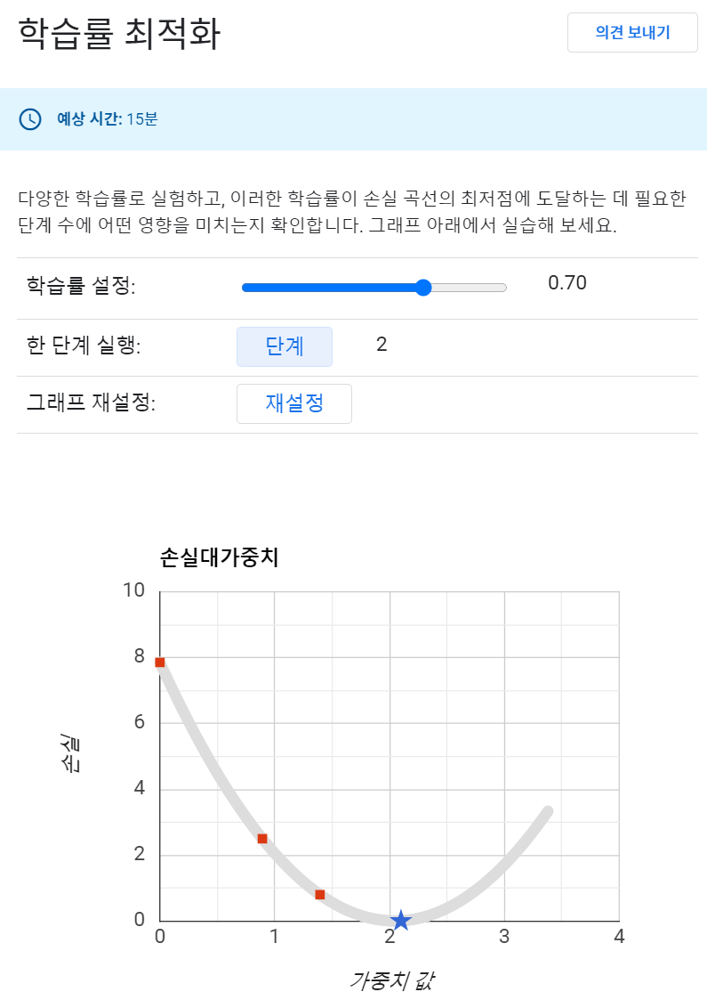 학습률 최적화
의견 보내기
예상 시간: 15분
다양한 학습률로 실험하고, 이러한 학습률이 손실 곡선의 최저점에 도달하는 데 필요한
단계 수에 어떤 영향을 미치는지 확인합니다. 그래프 아래에서 실습해 보세요.
학습률 설정: 0.70
한 단계 실행: 단계 2
그래프 재설정: 재설정
손실대가중치
10
8
6
4
2
0
손실
0 1 2 3 4
가중치 값